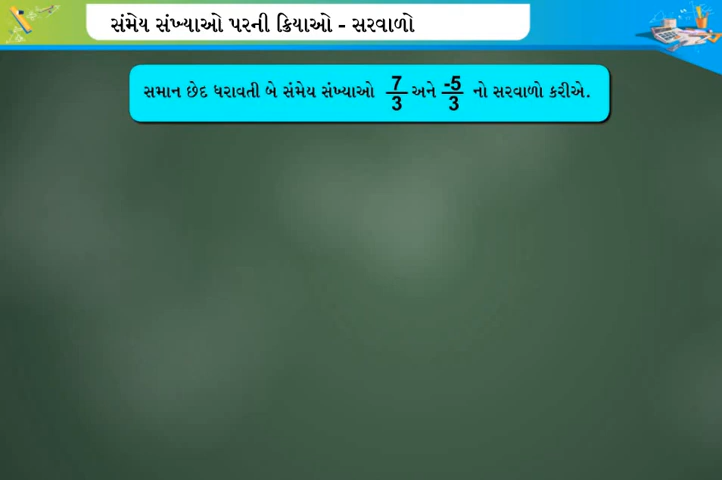 સંમેય સંખ્યાઓ પરની ક્રિયાઓ - સરવાળો
સમાન છેદ ધરાવતી બે સંમેય સંખ્યાઓ 7/3 અને -5/3 નો સરવાળો કરીએ.